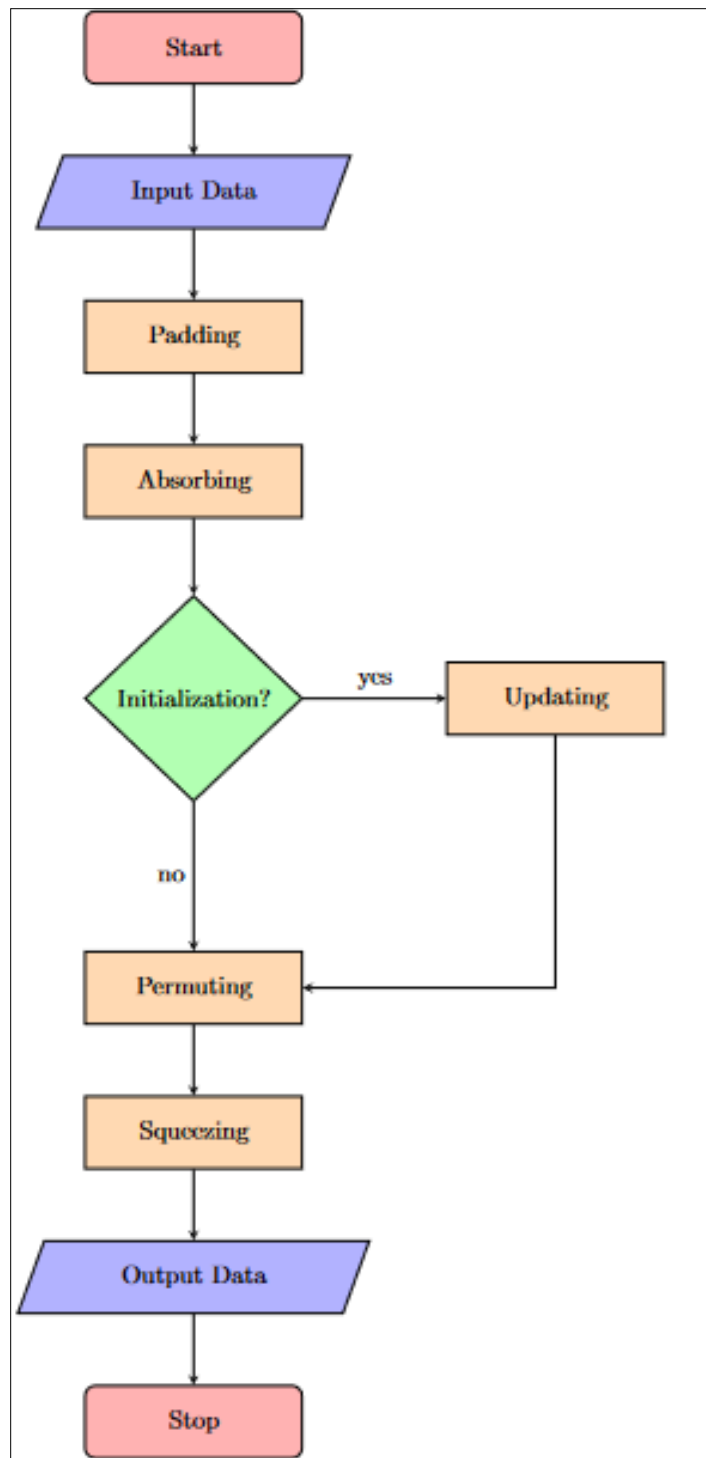 Start
Input Data
Padding
Absorbing
Initialization?
yes
Updating
no
Permuting
Squeezing
Output Data
Stop